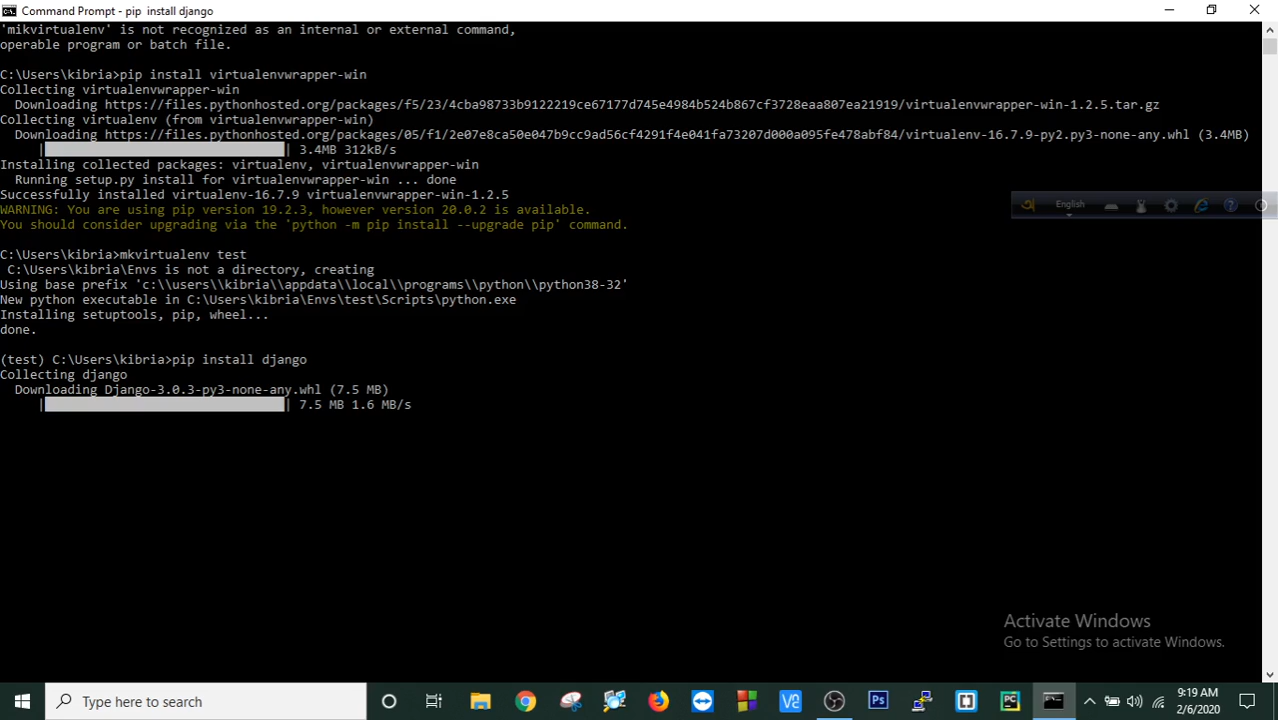 Command Prompt - pip  install django
'mikvirtualenv' is not recognized as an internal or external command,
operable program or batch file.
C:\Users\kibria>pip install virtualenvwrapper-win
Collecting virtualenvwrapper-win
  Downloading https://files.pythonhosted.org/packages/f5/23/4cba98733b9122219ce67177d745e4984b524b867cf3728eaa807ea21919/virtualenvwrapper-win-1.2.5.tar.gz
Collecting virtualenv (from virtualenvwrapper-win)
  Downloading https://files.pythonhosted.org/packages/05/f1/2e07e8ca50e047b9cc9ad56cf4291f4e041fa73207d000a095fe478abf84/virtualenv-16.7.9-py2.py3-none-any.whl (3.4MB)
     |                                | 3.4MB 312kB/s
Installing collected packages: virtualenv, virtualenvwrapper-win
  Running setup.py install for virtualenvwrapper-win ... done
Successfully installed virtualenv-16.7.9 virtualenvwrapper-win-1.2.5
WARNING: You are using pip version 19.2.3, however version 20.0.2 is available.
You should consider upgrading via the 'python -m pip install --upgrade pip' command.
English
C:\Users\kibria>mkvirtualenv test
 C:\Users\kibria\Envs is not a directory, creating
Using base prefix 'c:\\users\\kibria\\appdata\\local\\programs\\python\\python38-32'
New python executable in C:\Users\kibria\Envs\test\Scripts\python.exe
Installing setuptools, pip, wheel...
done.
(test) C:\Users\kibria>pip install django
Collecting django
  Downloading Django-3.0.3-py3-none-any.whl (7.5 MB)
     |                                | 7.5 MB 1.6 MB/s
Activate Windows
Go to Settings to activate Windows.
Type here to search
Ps
PC
9:19 AM
2/6/2020